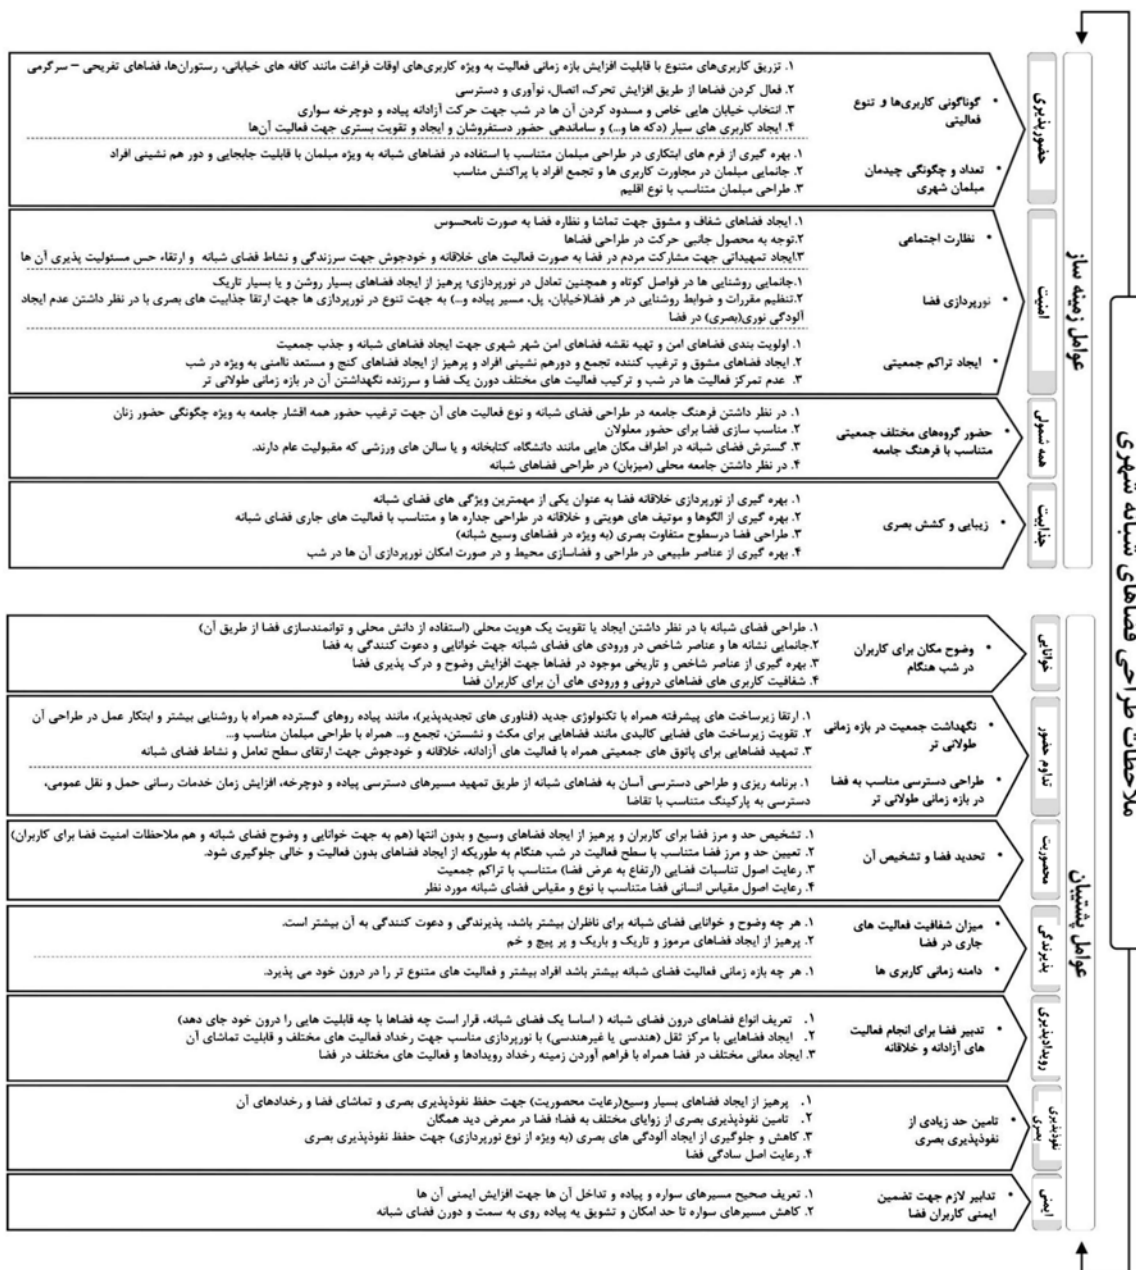 ملاحظات طراحی فضاهای شبانه شهری
عوامل زمینه ساز
حضورپذیری
• گوناگونی کاربری‌ها و تنوع
فعالیتی
۱. تزریق کاربری‌های متنوع با قابلیت افزایش بازه زمانی فعالیت به ویژه کاربری‌های اوقات فراغت مانند کافه های خیابانی، رستوران‌ها، فضاهای تفریحی – سرگرمی
۲. فعال کردن فضاها از طریق افزایش تحرک، اتصال، نوآوری و دسترسی
۳. انتخاب خیابان هایی خاص و مسدود کردن آن ها در شب جهت حرکت آزادانه پیاده و دوچرخه سواری
۴. ایجاد کاربری های سیار (دکه ها و...) و ساماندهی حضور دستفروشان و ایجاد و تقویت بستری جهت فعالیت آن‌ها
• تعداد و چگونگی چیدمان
مبلمان شهری
۱. بهره گیری از فرم های ابتکاری در طراحی مبلمان متناسب با استفاده در فضاهای شبانه به ویژه مبلمان با قابلیت جابجایی و دور هم نشینی افراد
۲. جانمایی مبلمان در مجاورت کاربری ها و تجمع افراد با پراکنش مناسب
۳. طراحی مبلمان متناسب با نوع اقلیم
امنیت
• نظارت اجتماعی
۱. ایجاد فضاهای شفاف و مشوق جهت تماشا و نظاره فضا به صورت نامحسوس
۲.توجه به محصول جانبی حرکت در طراحی فضاها
۳.ایجاد تمهیداتی جهت مشارکت مردم در فضا به صورت فعالیت های خلاقانه و خودجوش جهت سرزندگی و نشاط فضای شبانه و ارتقاء حس مسئولیت پذیری آن ها
• نورپردازی فضا
۱.جانمایی روشنایی ها در فواصل کوتاه و همچنین تعادل در نورپردازی؛ پرهیز از ایجاد فضاهای بسیار روشن و یا بسیار تاریک
۲.تنظیم مقررات و ضوابط روشنایی در هر فضا(خیابان، پل، مسیر پیاده و...) به جهت تنوع در نورپردازی ها جهت ارتقا جذابیت های بصری با در نظر داشتن عدم ایجاد
آلودگی نوری(بصری) در فضا
• ایجاد تراکم جمعیتی
۱. اولویت بندی فضاهای امن و تهیه نقشه فضاهای امن شهر شهری جهت ایجاد فضاهای شبانه و جذب جمعیت
۲. ایجاد فضاهای مشوق و ترغیب کننده تجمع و دورهم نشینی افراد و پرهیز از ایجاد فضاهای کنج و مستعد ناامنی به ویژه در شب
۳. عدم تمرکز فعالیت ها در شب و ترکیب فعالیت های مختلف دورن یک فضا و سرزنده نگهداشتن آن در بازه زمانی طولانی تر
همه شمولی
• حضور گروه‌های مختلف جمعیتی
متناسب با فرهنگ جامعه
۱. در نظر داشتن فرهنگ جامعه در طراحی فضای شبانه و نوع فعالیت های آن جهت ترغیب حضور همه اقشار جامعه به ویژه چگونگی حضور زنان
۲. مناسب سازی فضا برای حضور معلولان
۳. گسترش فضای شبانه در اطراف مکان هایی مانند دانشگاه، کتابخانه و یا سالن های ورزشی که مقبولیت عام دارند.
۴. در نظر داشتن جامعه محلی (میزبان) در طراحی فضاهای شبانه
جذابیت
• زیبایی و کشش بصری
۱. بهره گیری از نورپردازی خلاقانه فضا به عنوان یکی از مهمترین ویژگی های فضای شبانه
۲. بهره گیری از الگوها و موتیف های هویتی و خلاقانه در طراحی جداره ها و متناسب با فعالیت های جاری فضای شبانه
۳. طراحی فضا درسطوح متفاوت بصری (به ویژه در فضاهای وسیع شبانه)
۴. بهره گیری از عناصر طبیعی در طراحی و فضاسازی محیط و در صورت امکان نورپردازی آن ها در شب
عوامل پشتیبان
خوانایی
• وضوح مکان برای کاربران
در شب هنگام
۱. طراحی فضای شبانه با در نظر داشتن ایجاد یا تقویت یک هویت محلی (استفاده از دانش محلی و توانمندسازی فضا از طریق آن)
۲.جانمایی نشانه ها و عناصر شاخص در ورودی های فضای شبانه جهت خوانایی و دعوت کنندگی به فضا
۳. بهره گیری از عناصر شاخص و تاریخی موجود در فضاها جهت افزایش وضوح و درک پذیری فضا
۴. شفافیت کاربری های فضاهای درونی و ورودی های آن برای کاربران فضا
تداوم حضور
• نگهداشت جمعیت در بازه زمانی
طولانی تر
۱. ارتقا زیرساخت های پیشرفته همراه با تکنولوژی جدید (فناوری های تجدیدپذیر)، مانند پیاده روهای گسترده همراه با روشنایی بیشتر و ابتکار عمل در طراحی آن
۲. تقویت زیرساخت های فضایی کالبدی مانند فضاهایی برای مکث و نشستن، تجمع و... همراه با طراحی مبلمان مناسب و...
۳. تمهید فضاهایی برای پاتوق های جمعیتی همراه با فعالیت های آزادانه، خلاقانه و خودجوش جهت ارتقای سطح تعامل و نشاط فضای شبانه
• طراحی دسترسی مناسب به فضا
در بازه زمانی طولانی تر
۱. برنامه ریزی و طراحی دسترسی آسان به فضاهای شبانه از طریق تمهید مسیرهای دسترسی پیاده و دوچرخه، افزایش زمان خدمات رسانی حمل و نقل عمومی،
دسترسی به پارکینگ متناسب با تقاضا
محصوریت
• تحدید فضا و تشخیص آن
۱. تشخیص حد و مرز فضا برای کاربران و پرهیز از ایجاد فضاهای وسیع و بدون انتها (هم به جهت خوانایی و وضوح فضای شبانه و هم ملاحظات امنیت فضا برای کاربران)
۲. تعیین حد و مرز فضا متناسب با سطح فعالیت در شب هنگام به طوریکه از ایجاد فضاهای بدون فعالیت و خالی جلوگیری شود.
۳. رعایت اصول تناسبات فضایی (ارتفاع به عرض فضا) متناسب با تراکم جمعیت
۴. رعایت اصول مقیاس انسانی فضا متناسب با نوع و مقیاس فضای شبانه مورد نظر
پذیرندگی
• میزان شفافیت فعالیت های
جاری در فضا
۱. هر چه وضوح و خوانایی فضای شبانه برای ناظران بیشتر باشد، پذیرندگی و دعوت کنندگی به آن بیشتر است.
۲. پرهیز از ایجاد فضاهای مرموز و تاریک و باریک و پر پیچ و خم
• دامنه زمانی کاربری ها
۱. هر چه بازه زمانی فعالیت فضای شبانه بیشتر باشد افراد بیشتر و فعالیت های متنوع تر را در درون خود می پذیرد.
رویدادپذیری
• تدبیر فضا برای انجام فعالیت
های آزادانه و خلاقانه
۱. تعریف انواع فضاهای درون فضای شبانه ( اساسا یک فضای شبانه، قرار است چه فضاها با چه قابلیت هایی را درون خود جای دهد)
۲. ایجاد فضاهایی با مرکز ثقل (هندسی یا غیرهندسی) با نورپردازی مناسب جهت رخداد فعالیت های مختلف و قابلیت تماشای آن
۳. ایجاد معانی مختلف در فضا همراه با فراهم آوردن زمینه رخداد رویدادها و فعالیت های مختلف در فضا
نفوذپذیری
بصری
• تامین حد زیادی از
نفوذپذیری بصری
۱. پرهیز از ایجاد فضاهای بسیار وسیع(رعایت محصوریت) جهت حفظ نفوذپذیری بصری و تماشای فضا و رخدادهای آن
۲. تامین نفوذپذیری بصری از زوایای مختلف به فضا؛ فضا در معرض دید همگان
۳. کاهش و جلوگیری از ایجاد آلودگی های بصری (به ویژه از نوع نورپردازی) جهت حفظ نفوذپذیری بصری
۴. رعایت اصل سادگی فضا
ایمنی
• تدابیر لازم جهت تضمین
ایمنی کاربران فضا
۱. تعریف صحیح مسیرهای سواره و پیاده و تداخل آن ها جهت افزایش ایمنی آن ها
۲. کاهش مسیرهای سواره تا حد امکان و تشویق به پیاده روی به سمت و دورن فضای شبانه